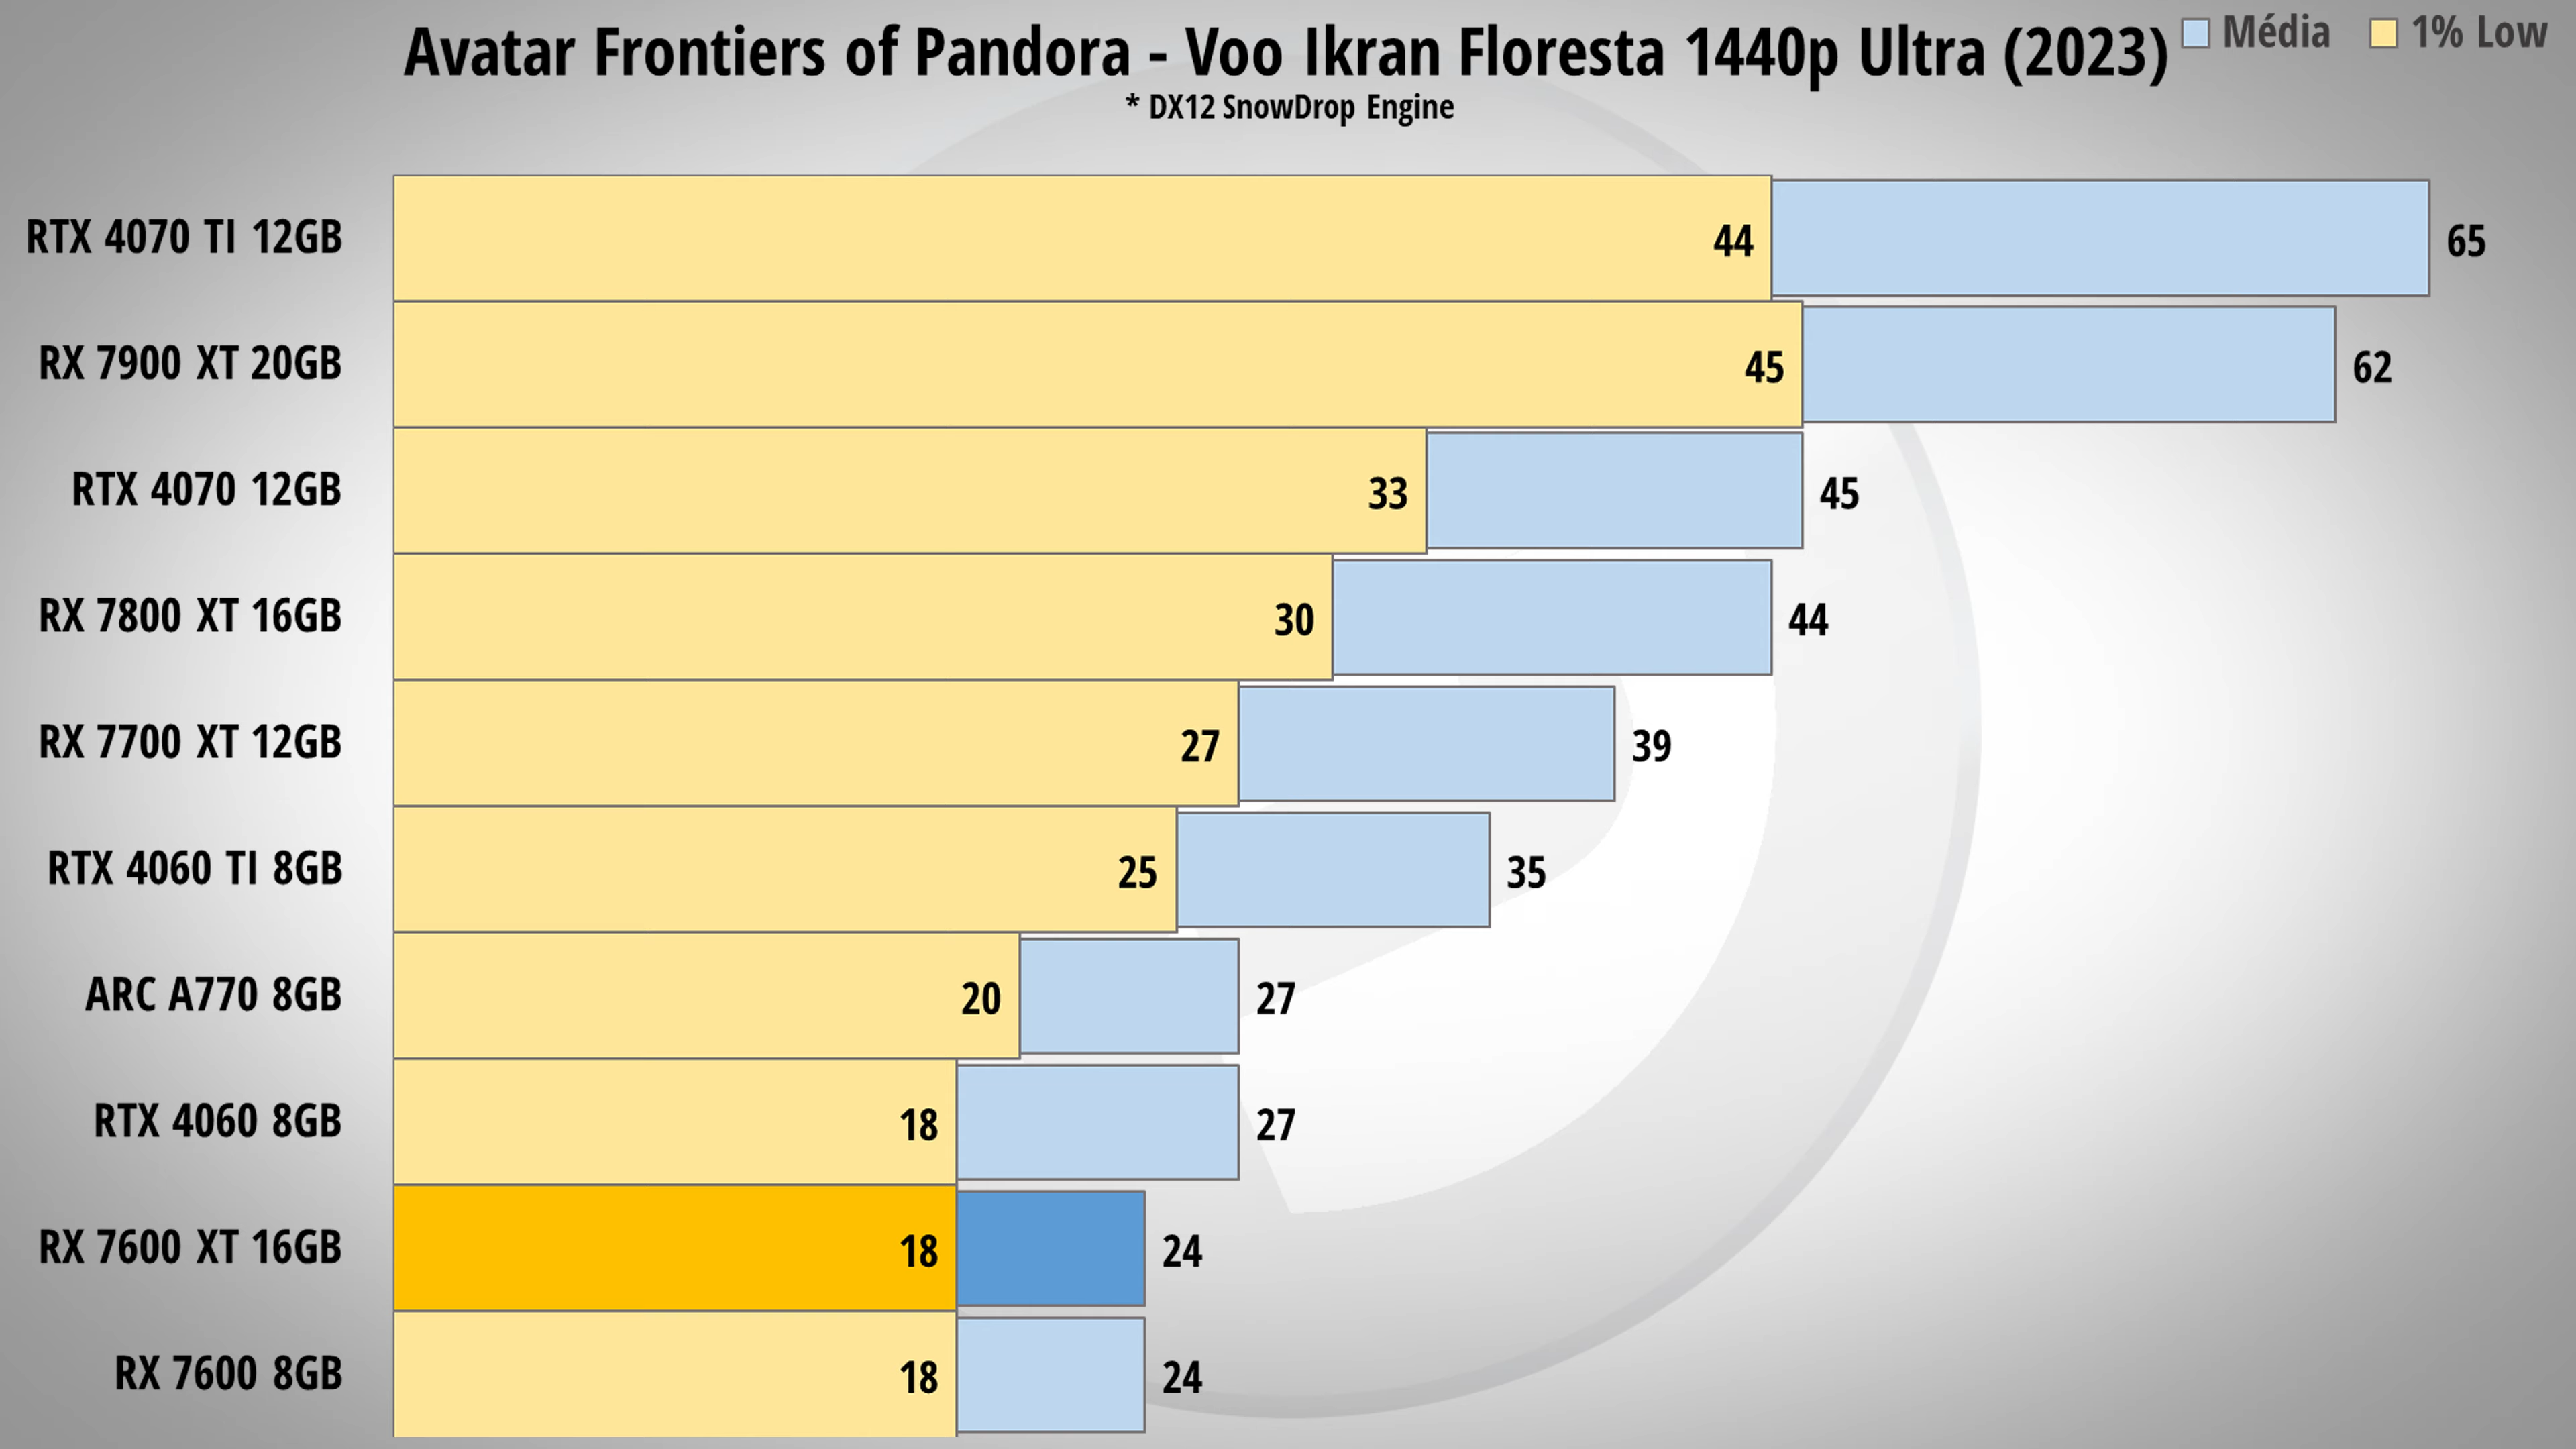 Avatar Frontiers of Pandora - Voo Ikran Floresta 1440p Ultra (2023)
Média 1% Low
* DX12 SnowDrop Engine
RTX 4070 TI 12GB 44 65
RX 7900 XT 20GB 45 62
RTX 4070 12GB 33 45
RX 7800 XT 16GB 30 44
RX 7700 XT 12GB 27 39
RTX 4060 TI 8GB 25 35
ARC A770 8GB 20 27
RTX 4060 8GB 18 27
RX 7600 XT 16GB 18 24
RX 7600 8GB 18 24